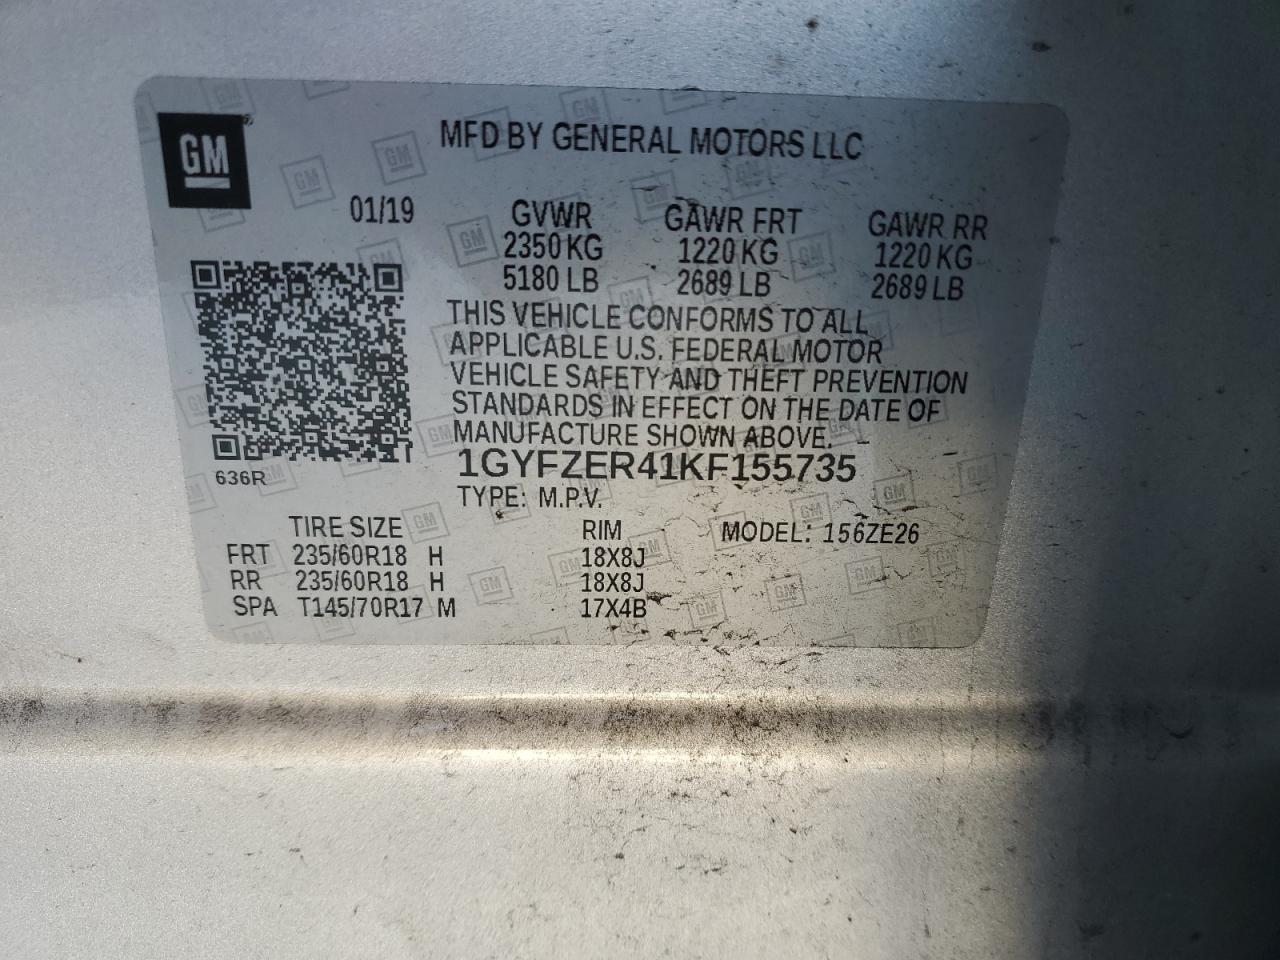 GM
MFD BY GENERAL MOTORS LLC
01/19 GVWR GAWR FRT GAWR RR
2350 KG 1220 KG 1220 KG
5180 LB 2689 LB 2689 LB
THIS VEHICLE CONFORMS TO ALL
APPLICABLE U.S. FEDERAL MOTOR
VEHICLE SAFETY AND THEFT PREVENTION
STANDARDS IN EFFECT ON THE DATE OF
MANUFACTURE SHOWN ABOVE.
1GYFZER41KF155735
636R
TYPE: M.P.V.
TIRE SIZE RIM MODEL: 156ZE26
FRT 235/60R18 H 18X8J
RR 235/60R18 H 18X8J
SPA T145/70R17 M 17X4B